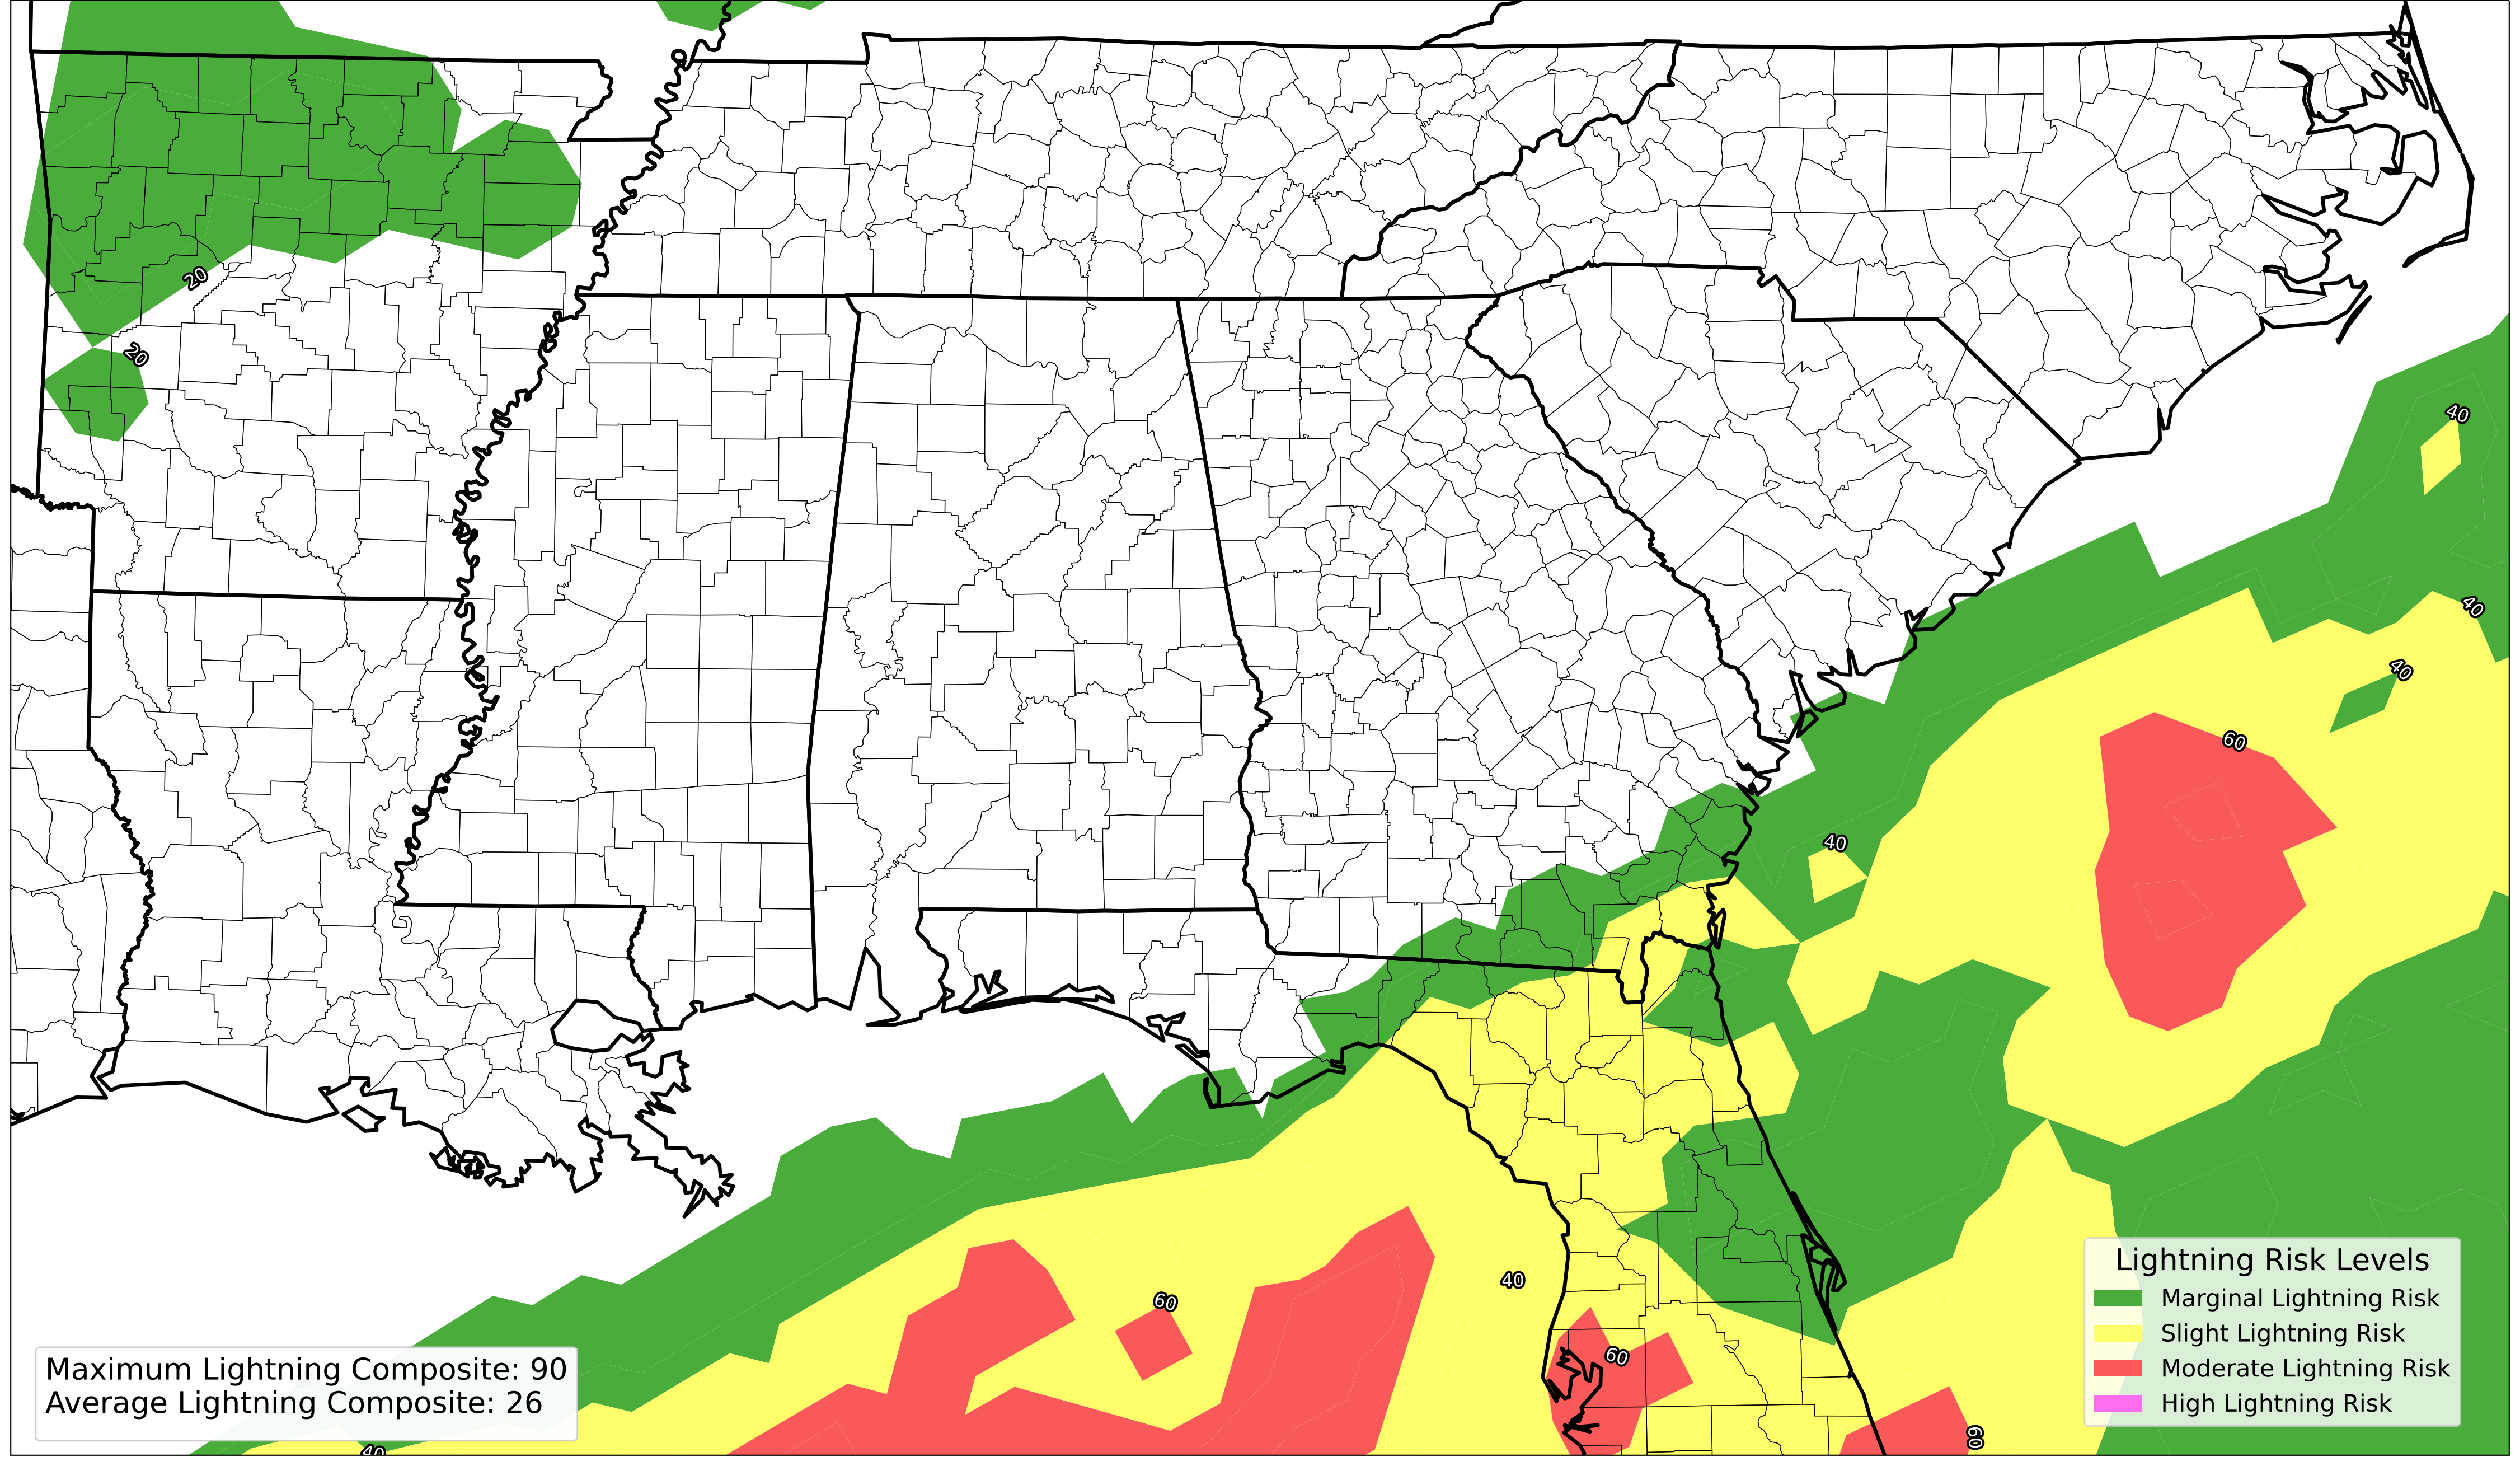 20
20
40
40
40
60
40
40
60
60
60
40
Lightning Risk Levels
Marginal Lightning Risk
Slight Lightning Risk
Moderate Lightning Risk
High Lightning Risk
Maximum Lightning Composite: 90
Average Lightning Composite: 26